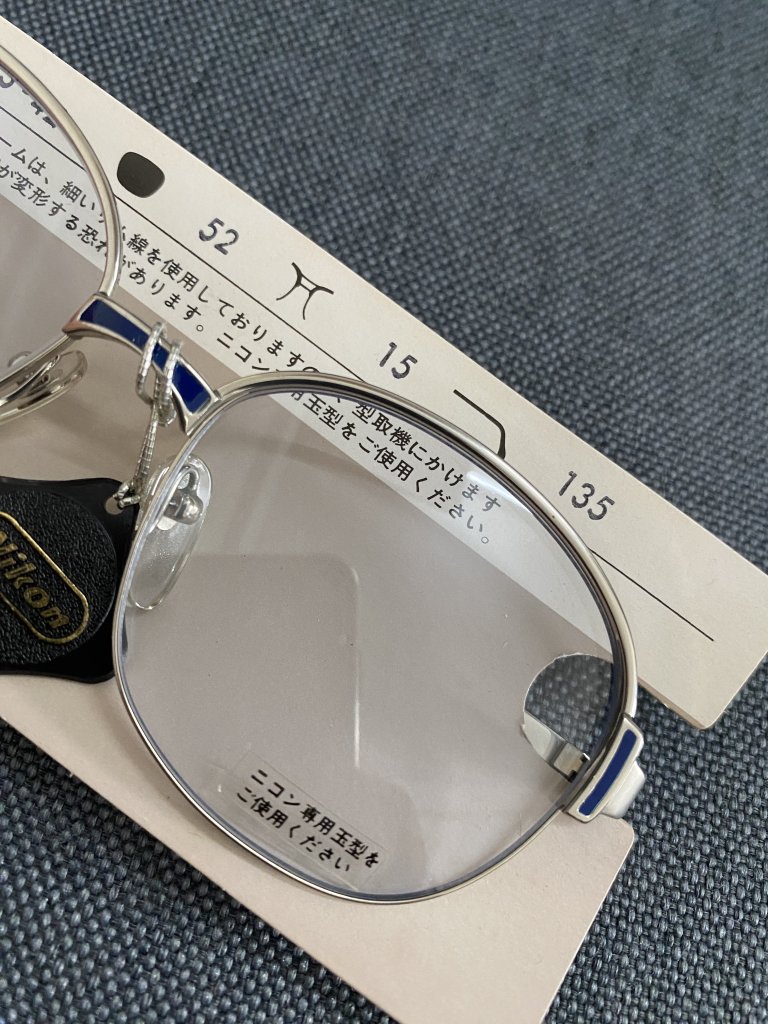 52
15
135
ームは、細い
線を使用しておりますので、型取機にかけます
が変形する恐れがあります。ニコン専用玉型をご使用ください。
Nikon
ニコン専用玉型を
ご使用ください